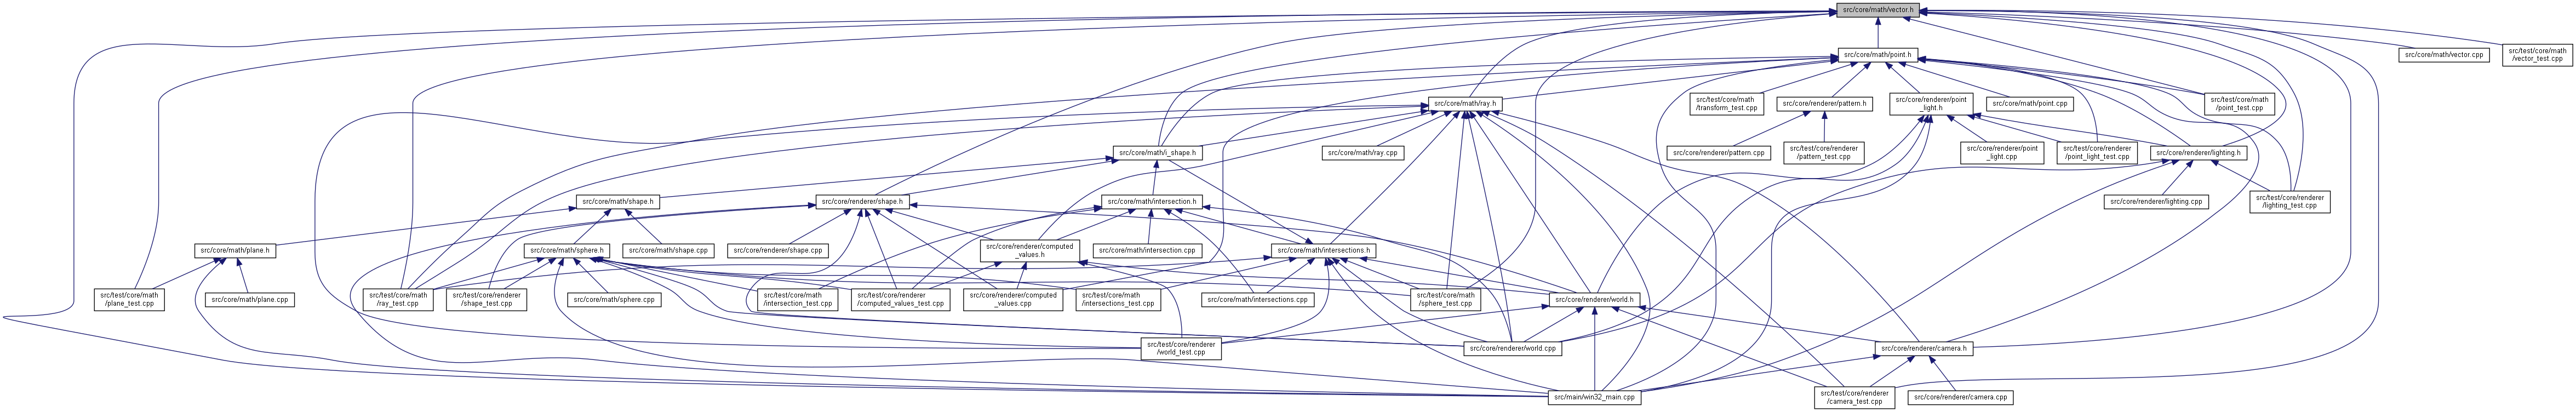 src/core/math/vector.h
src/core/math/point.h
src/core/math/vector.cpp
src/test/core/math
/vector_test.cpp
src/core/math/ray.h
src/test/core/math
/transform_test.cpp
src/core/renderer/pattern.h
src/core/renderer/point
_light.h
src/core/math/point.cpp
src/test/core/math
/point_test.cpp
src/core/math/i_shape.h
src/core/math/ray.cpp
src/core/renderer/pattern.cpp
src/test/core/renderer
/pattern_test.cpp
src/core/renderer/point
_light.cpp
src/test/core/renderer
/point_light_test.cpp
src/core/renderer/lighting.h
src/core/math/shape.h
src/core/renderer/shape.h
src/core/math/intersection.h
src/core/renderer/lighting.cpp
src/test/core/renderer
/lighting_test.cpp
src/core/math/plane.h
src/core/math/sphere.h
src/core/math/shape.cpp
src/core/renderer/shape.cpp
src/core/renderer/computed
_values.h
src/core/math/intersection.cpp
src/core/math/intersections.h
src/test/core/math
/plane_test.cpp
src/core/math/plane.cpp
src/test/core/math
/ray_test.cpp
src/test/core/renderer
/shape_test.cpp
src/core/math/sphere.cpp
src/test/core/math
/intersection_test.cpp
src/test/core/renderer
/computed_values_test.cpp
src/core/renderer/computed
_values.cpp
src/test/core/math
/intersections_test.cpp
src/core/math/intersections.cpp
src/test/core/math
/sphere_test.cpp
src/core/renderer/world.h
src/test/core/renderer
/world_test.cpp
src/core/renderer/world.cpp
src/core/renderer/camera.h
src/main/win32_main.cpp
src/test/core/renderer
/camera_test.cpp
src/core/renderer/camera.cpp